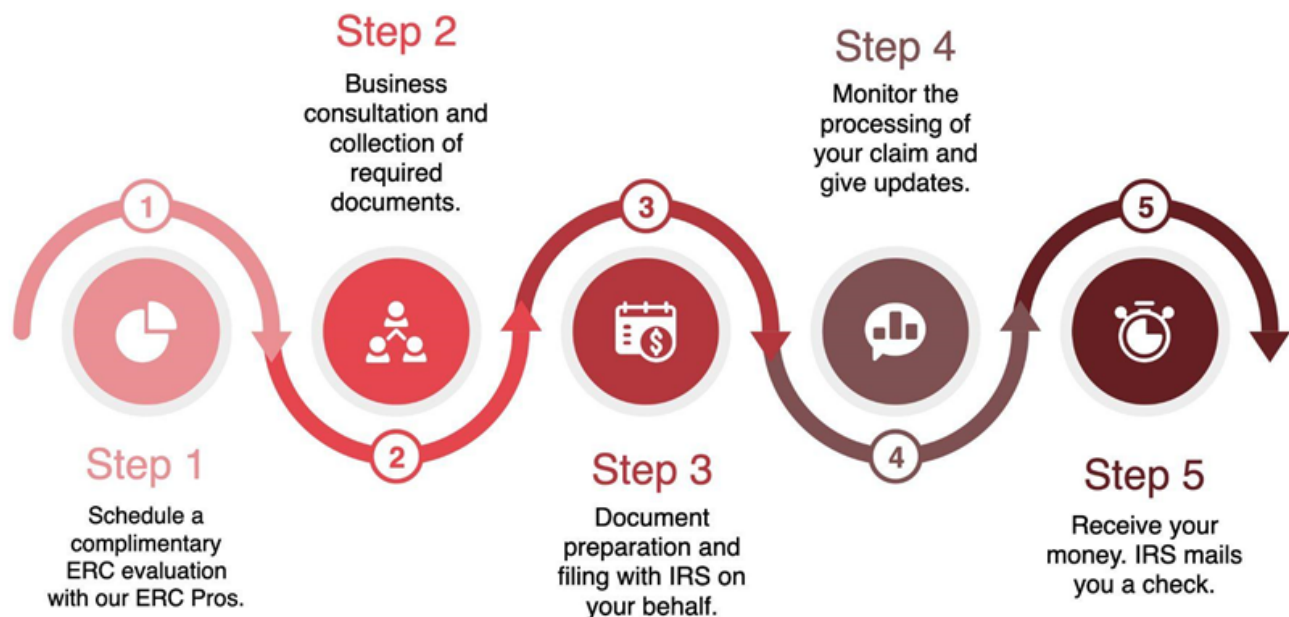 Step 1
Schedule a
complimentary
ERC evaluation
with our ERC Pros.
1
Step 2
Business
consultation and
collection of
required
documents.
2
3
Step 3
Document
preparation and
filing with IRS on
your behalf.
$
Step 4
Monitor the
processing of
your claim and
give updates.
4
5
Step 5
Receive your
money. IRS mails
you a check.